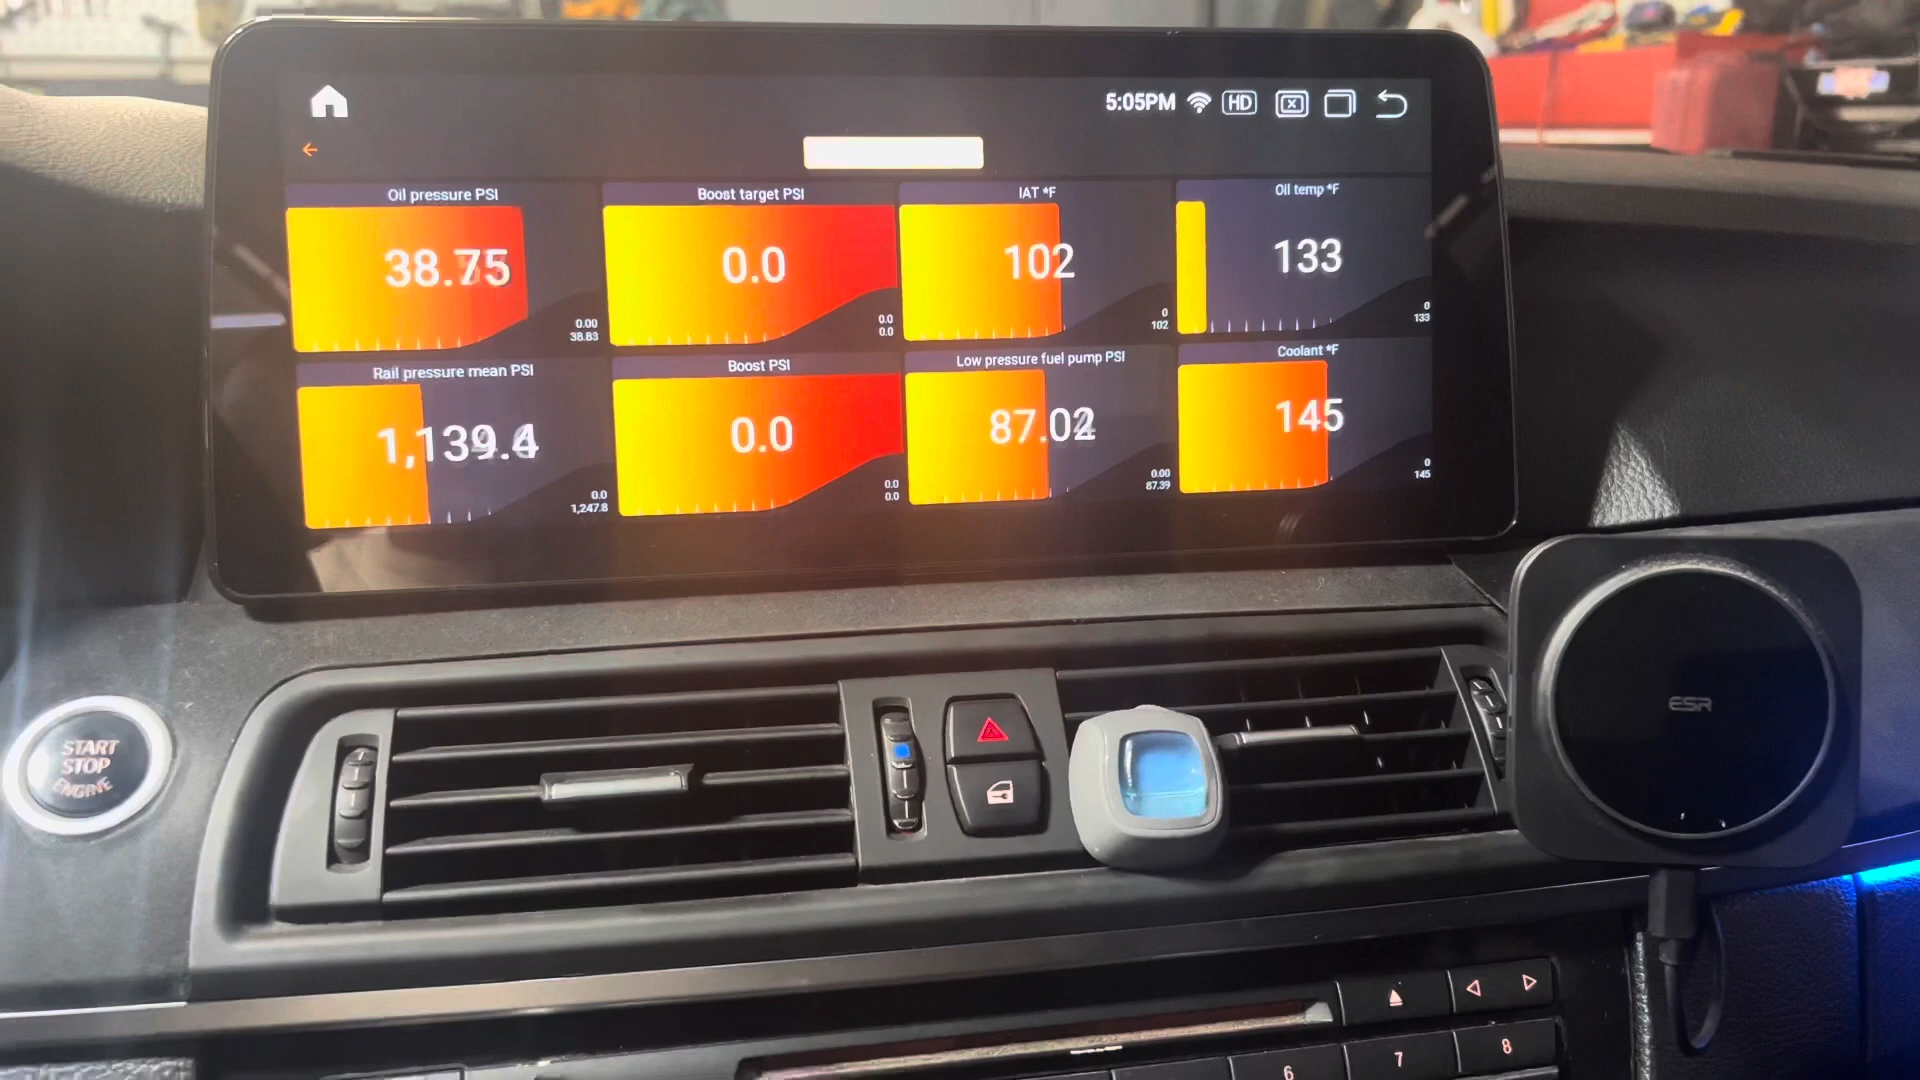 5:05PM HD
Oil pressure PSI
38.75
0.00
38.83
Boost target PSI
0.0
0.0
0.0
IAT *F
102
0
102
Oil temp *F
133
0
133
Rail pressure mean PSI
1,139.4
0.0
1,247.8
Boost PSI
0.0
0.0
0.0
Low pressure fuel pump PSI
87.02
0.00
87.39
Coolant *F
145
0
145
START
STOP
ENGINE
ESR
6
7
8